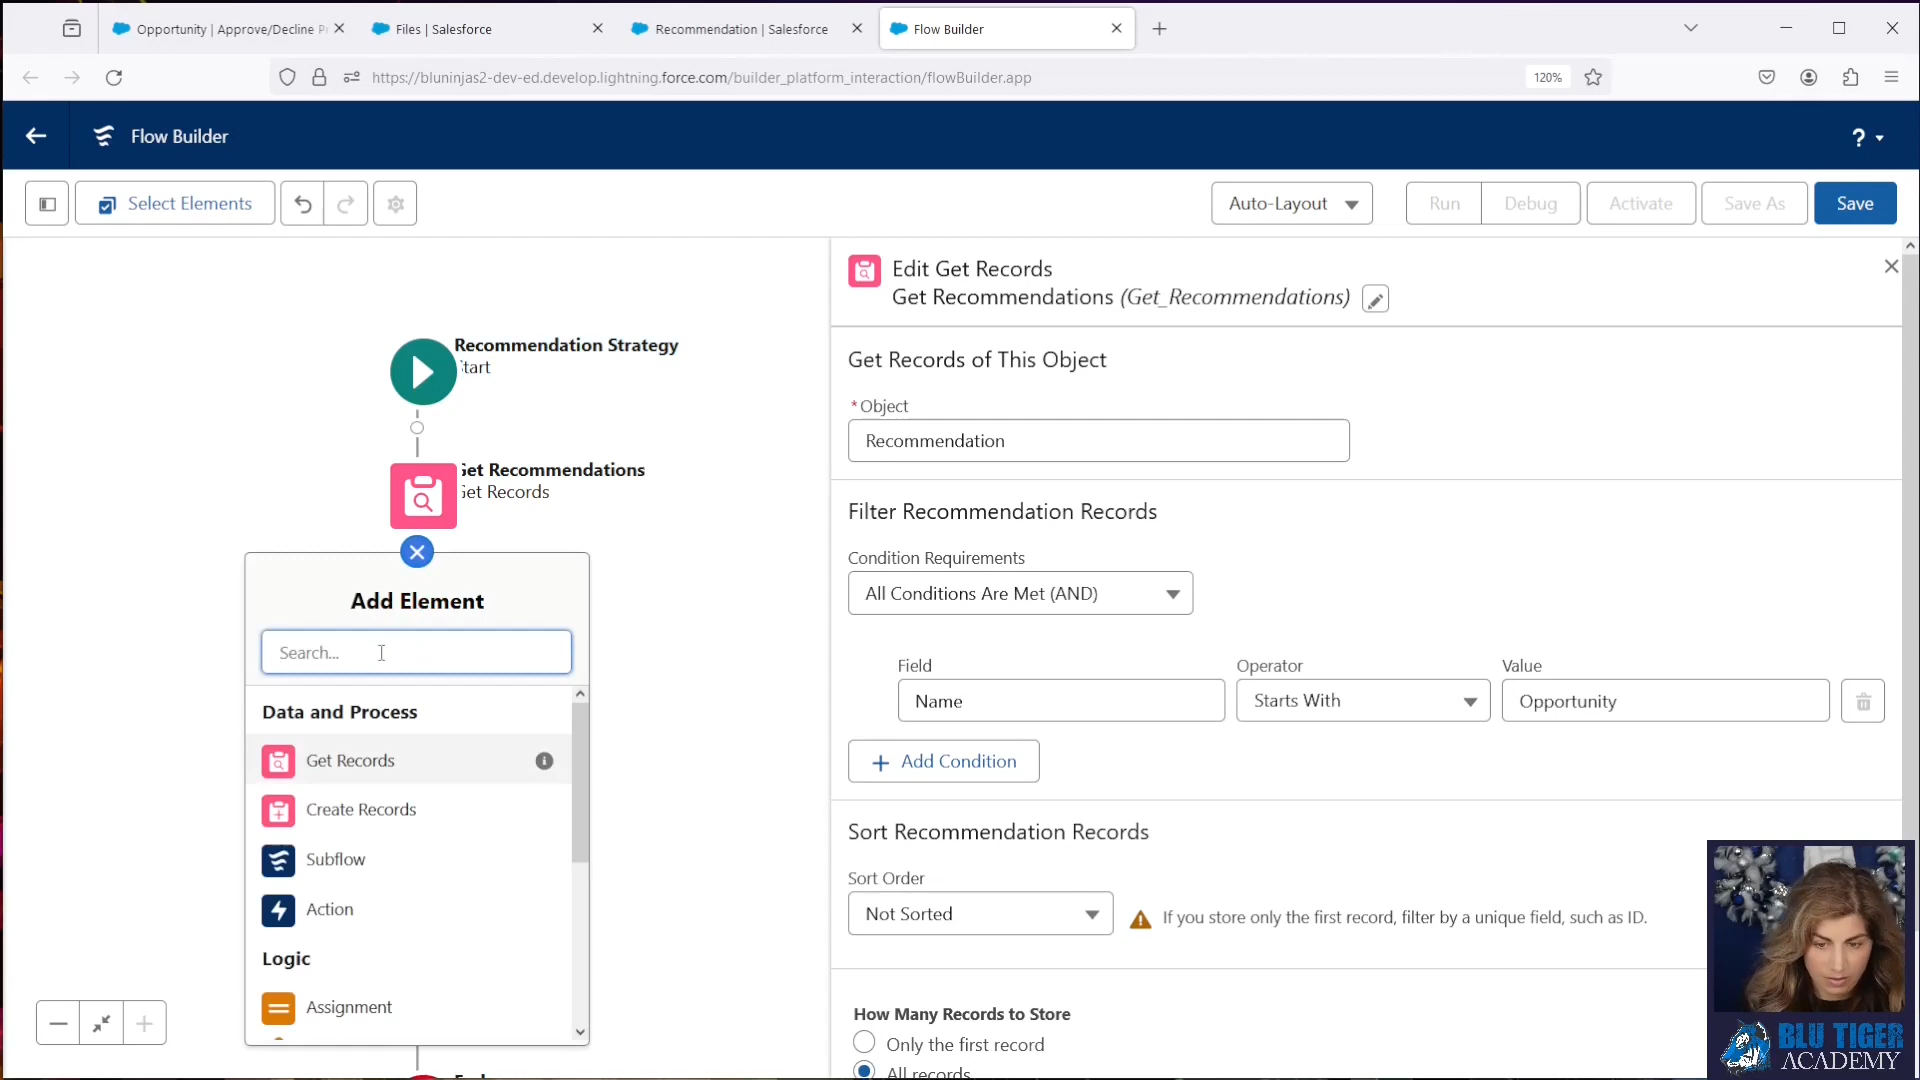 Opportunity | Approve/Decline Pr
Files | Salesforce
Recommendation | Salesforce
Flow Builder
https://bluninjas2-dev-ed.develop.lightning.force.com/builder_platform_interaction/flowBuilder.app
120%
Flow Builder
?
Select Elements
Auto-Layout
Run
Debug
Activate
Save As
Save
Recommendation Strategy
Start
Get Recommendations
Get Records
Add Element
Search...
Data and Process
Get Records
Create Records
Subflow
Action
Logic
Assignment
Edit Get Records
Get Recommendations (Get_Recommendations)
Get Records of This Object
*Object
Recommendation
Filter Recommendation Records
Condition Requirements
All Conditions Are Met (AND)
Field
Operator
Value
Name
Starts With
Opportunity
+ Add Condition
Sort Recommendation Records
Sort Order
Not Sorted
If you store only the first record, filter by a unique field, such as ID.
How Many Records to Store
Only the first record
All records
BLU TIGER
ACADEMY